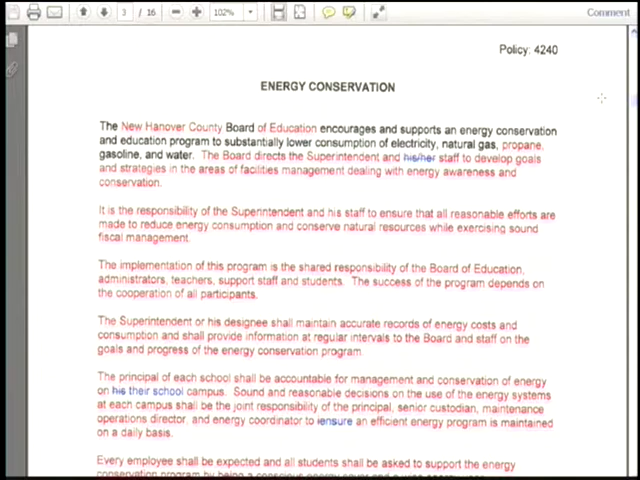 3 / 16
102%
Comment
Policy: 4240
ENERGY CONSERVATION
The New Hanover County Board of Education encourages and supports an energy conservation
and education program to substantially lower consumption of electricity, natural gas, propane,
gasoline, and water. The Board directs the Superintendent and his/her staff to develop goals
and strategies in the areas of facilities management dealing with energy awareness and
conservation.
It is the responsibility of the Superintendent and his staff to ensure that all reasonable efforts are
made to reduce energy consumption and conserve natural resources while exercising sound
fiscal management.
The implementation of this program is the shared responsibility of the Board of Education,
administrators, teachers, support staff and students. The success of the program depends on
the cooperation of all participants.
The Superintendent or his designee shall maintain accurate records of energy costs and
consumption and shall provide information at regular intervals to the Board and staff on the
goals and progress of the energy conservation program
The principal of each school shall be accountable for management and conservation of energy
on his their school campus. Sound and reasonable decisions on the use of the energy systems
at each campus shall be the joint responsibility of the principal, senior custodian, maintenance
operations director, and energy coordinator to iensure an efficient energy program is maintained
on a daily basis.
Every employee shall be expected and all students shall be asked to support the energy
conservation program by being a conscious energy